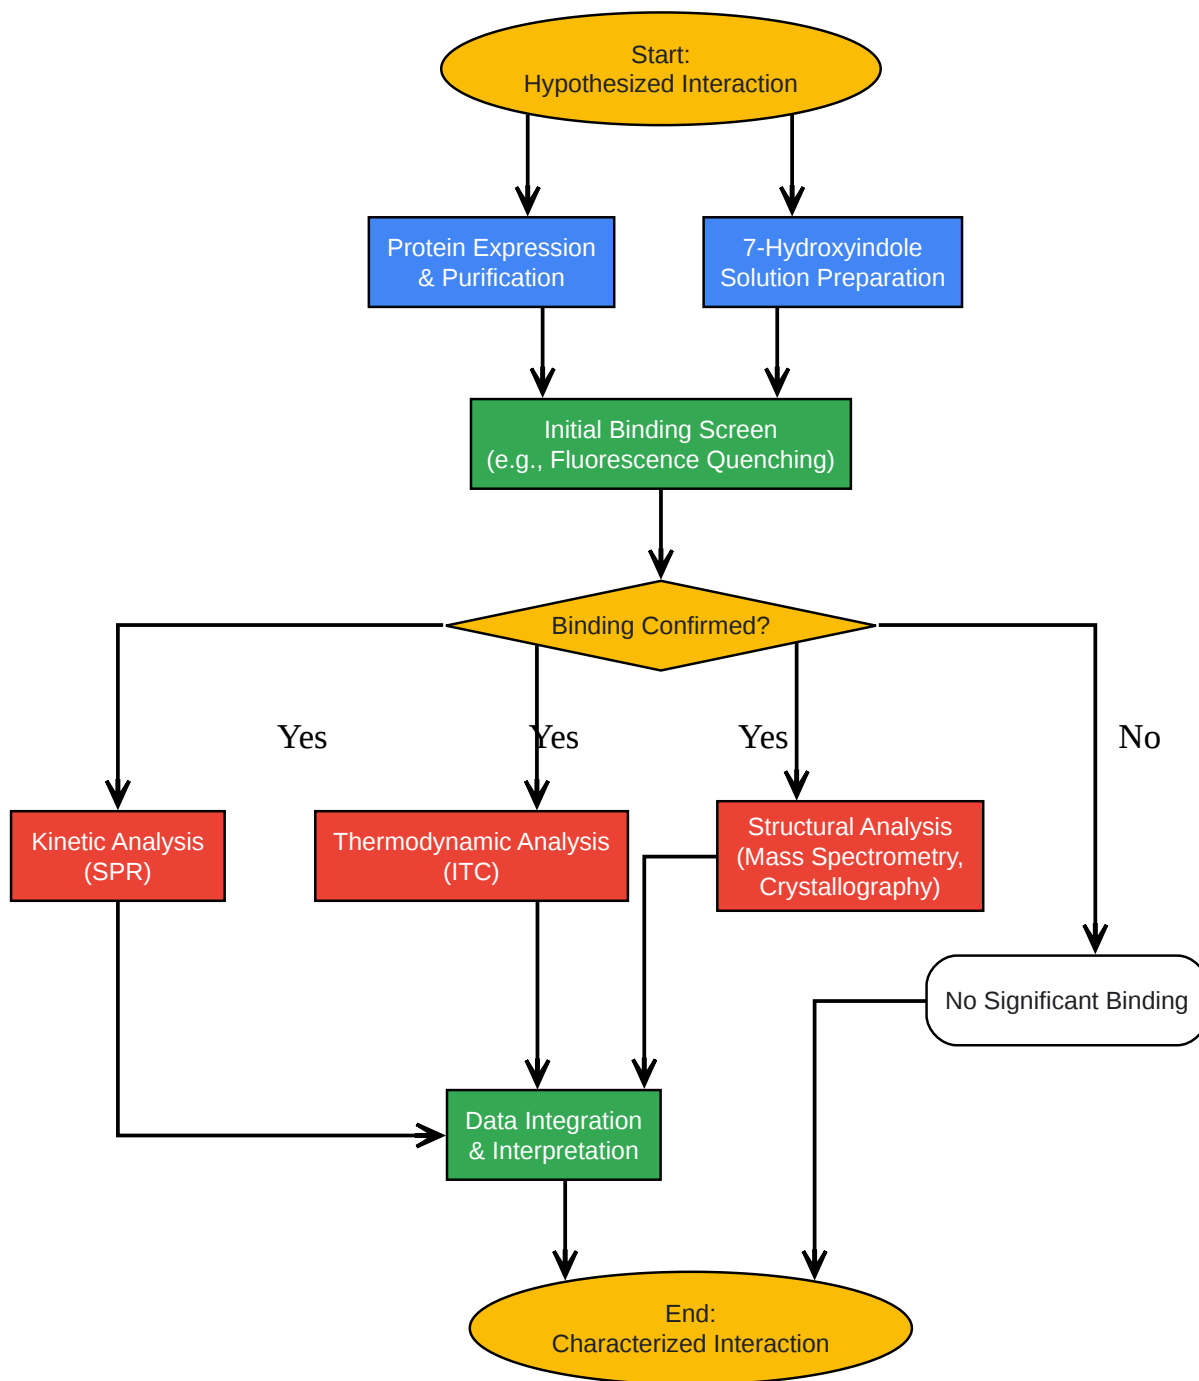 Start:
Hypothesized Interaction
Protein Expression
& Purification
7-Hydroxyindole
Solution Preparation
Initial Binding Screen
(e.g., Fluorescence Quenching)
Binding Confirmed?
Yes
Yes
Yes
No
Kinetic Analysis
(SPR)
Thermodynamic Analysis
(ITC)
Structural Analysis
(Mass Spectrometry,
Crystallography)
No Significant Binding
Data Integration
& Interpretation
End:
Characterized Interaction